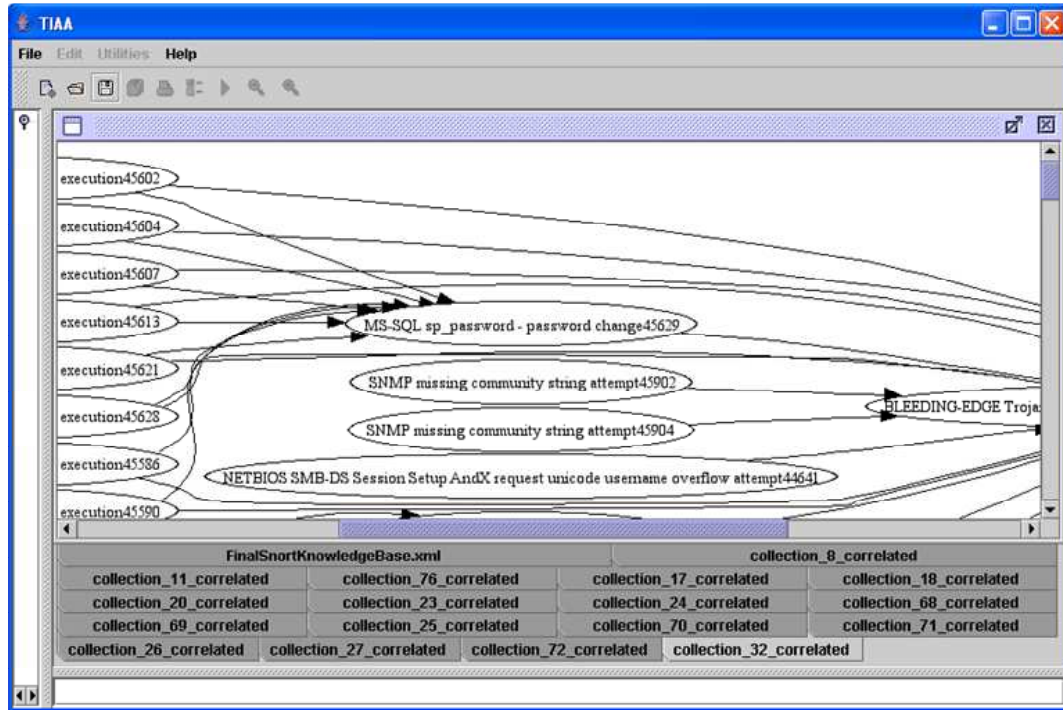 TIAA
File Edit Utilities Help
execution45602
execution45604
execution45607
execution45613
MS-SQL sp_password - password change45629
execution45621
SNMP missing community string attempt45902
BLEEDING-EDGE Troja
execution45628
SNMP missing community string attempt45904
execution45586
NETBIOS SMB-DS Session Setup AndX request unicode username overflow attempt44641
execution45590
FinalSnortKnowledgeBase.xml collection_8_correlated
collection_11_correlated collection_76_correlated collection_17_correlated collection_18_correlated
collection_20_correlated collection_23_correlated collection_24_correlated collection_68_correlated
collection_69_correlated collection_25_correlated collection_70_correlated collection_71_correlated
collection_26_correlated collection_27_correlated collection_72_correlated collection_32_correlated